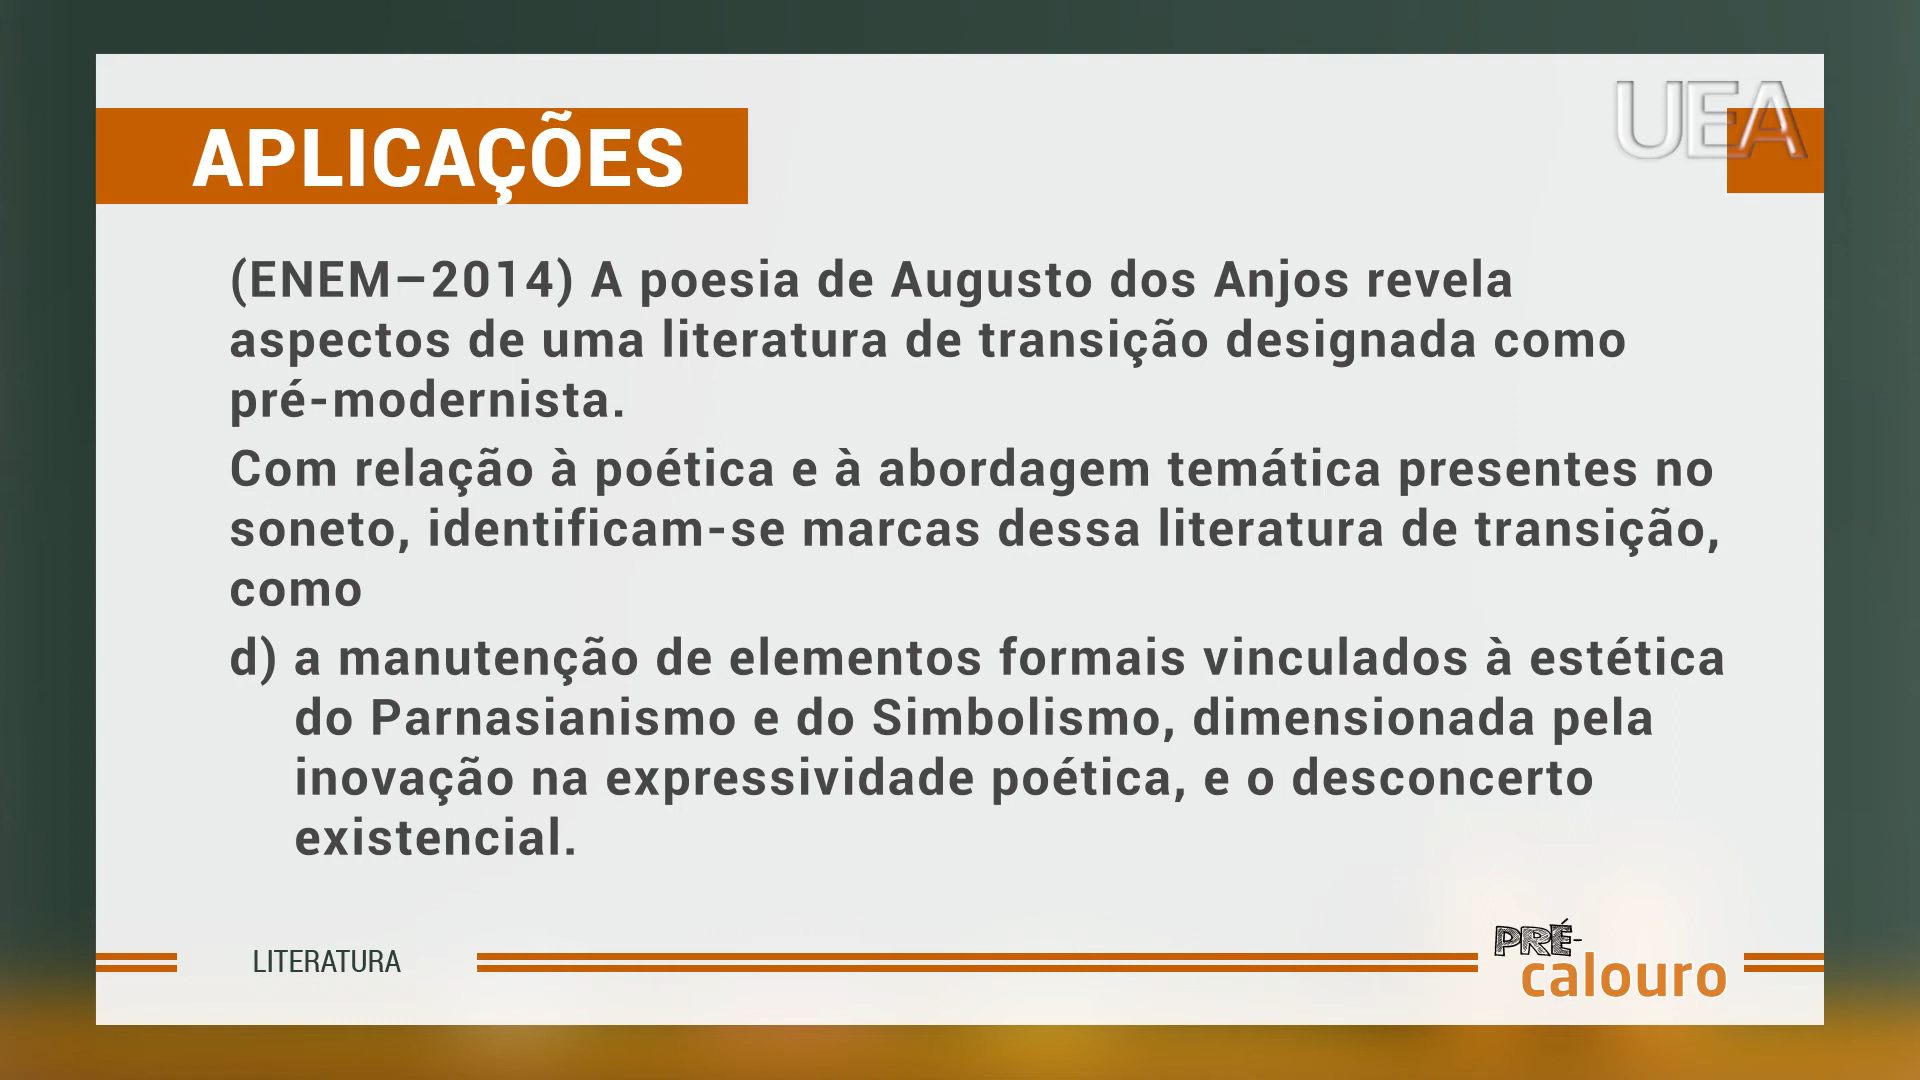 UEA
APLICAÇÕES
(ENEM–2014) A poesia de Augusto dos Anjos revela
aspectos de uma literatura de transição designada como
pré-modernista.
Com relação à poética e à abordagem temática presentes no
soneto, identificam-se marcas dessa literatura de transição,
como
d) a manutenção de elementos formais vinculados à estética
do Parnasianismo e do Simbolismo, dimensionada pela
inovação na expressividade poética, e o desconcerto
existencial.
LITERATURA
PRÉ-
calouro